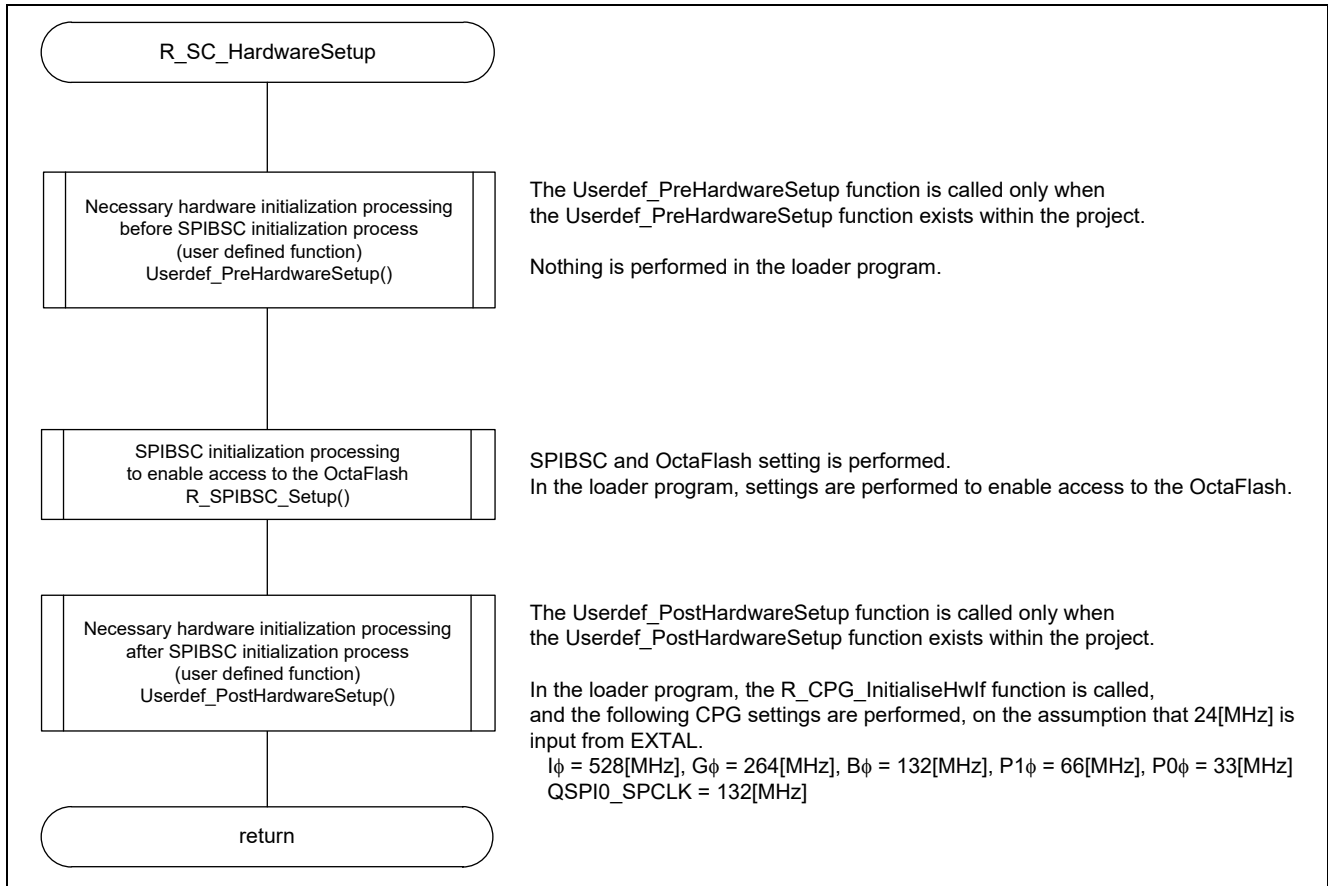 R_SC_HardwareSetup
Necessary hardware initialization processing
before SPIBSC initialization process
(user defined function)
Userdef_PreHardwareSetup()
The Userdef_PreHardwareSetup function is called only when
the Userdef_PreHardwareSetup function exists within the project.
Nothing is performed in the loader program.
SPIBSC initialization processing
to enable access to the OctaFlash
R_SPIBSC_Setup()
SPIBSC and OctaFlash setting is performed.
In the loader program, settings are performed to enable access to the OctaFlash.
Necessary hardware initialization processing
after SPIBSC initialization process
(user defined function)
Userdef_PostHardwareSetup()
The Userdef_PostHardwareSetup function is called only when
the Userdef_PostHardwareSetup function exists within the project.
In the loader program, the R_CPG_InitialiseHwIf function is called,
and the following CPG settings are performed, on the assumption that 24[MHz] is
input from EXTAL.
Iφ = 528[MHz], Gφ = 264[MHz], Bφ = 132[MHz], P1φ = 66[MHz], P0φ = 33[MHz]
QSPI0_SPCLK = 132[MHz]
return